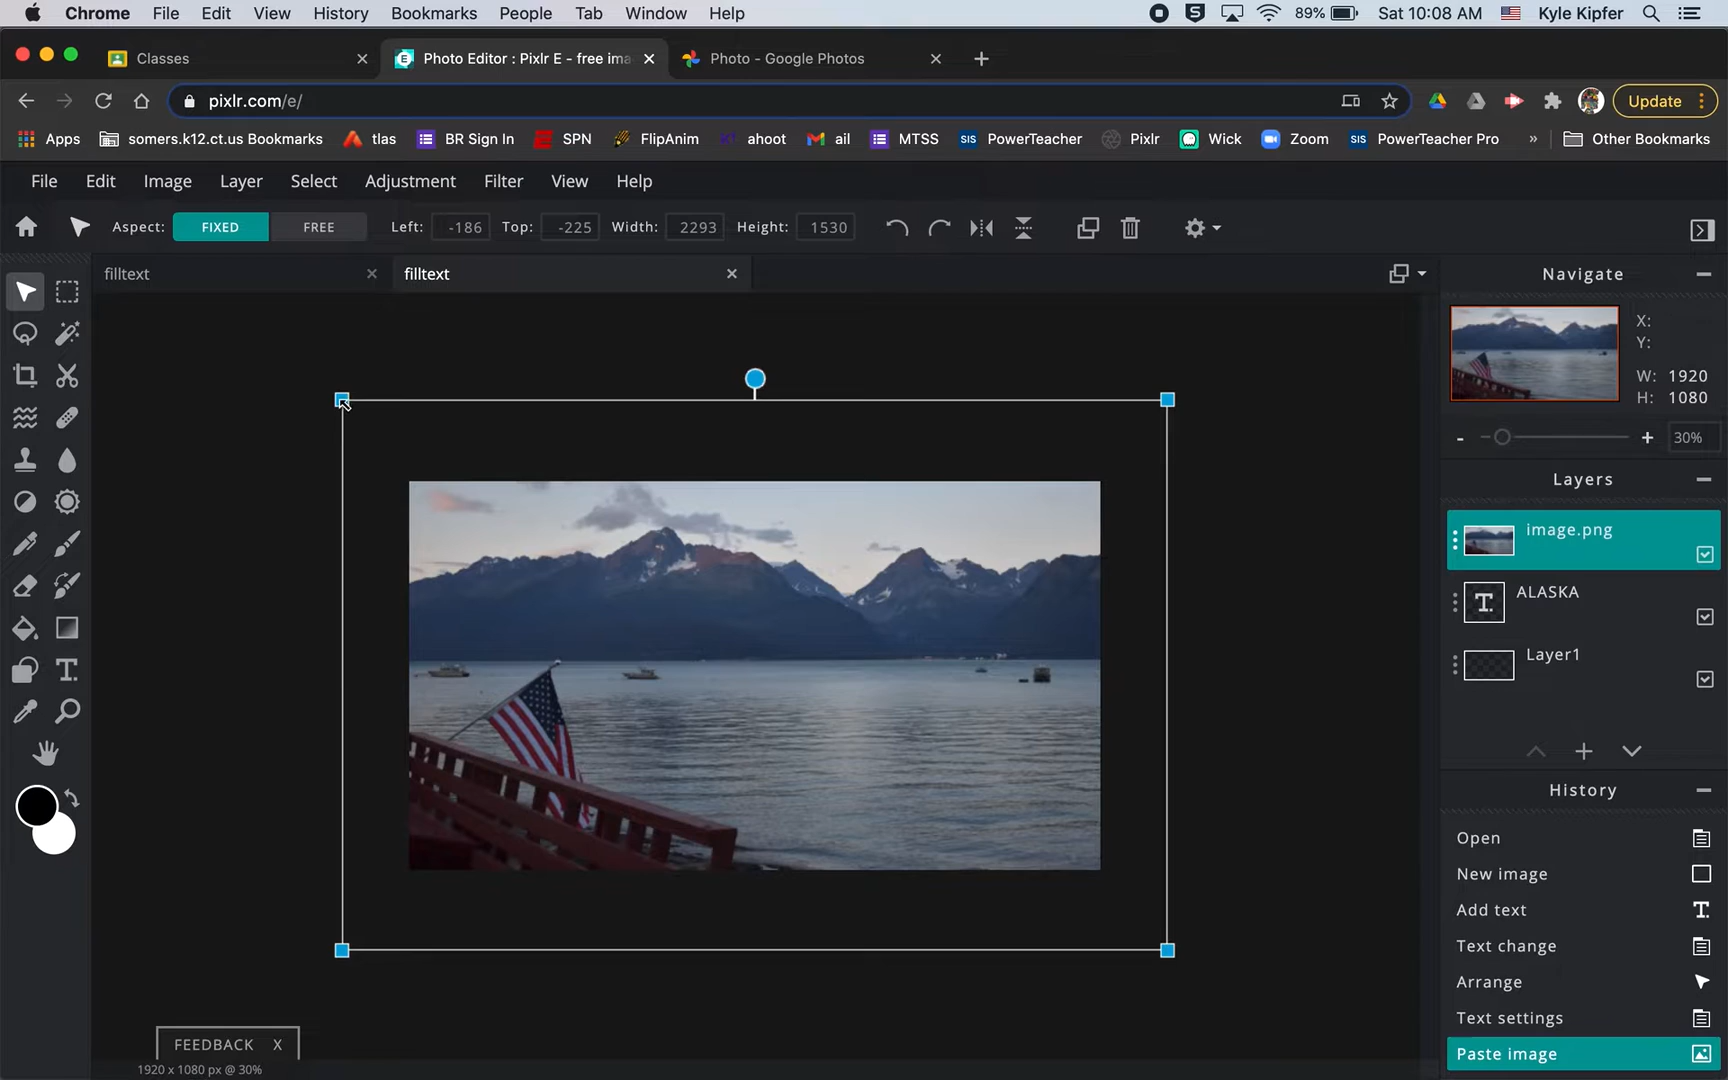 Chrome File Edit View History Bookmarks People Tab Window Help 89% Sat 10:08 AM Kyle Kipfer
Classes Photo Editor : Pixlr E - free ima Photo - Google Photos
pixlr.com/e/ Update
Apps somers.k12.ct.us Bookmarks tlas BR Sign In SPN FlipAnim ahoot ail MTSS SIS PowerTeacher Pixlr Wick Zoom SIS PowerTeacher Pro » Other Bookmarks
File Edit Image Layer Select Adjustment Filter View Help
Aspect: FIXED FREE Left: -186 Top: -225 Width: 2293 Height: 1530
filltext filltext Navigate
X:
Y:
W: 1920
H: 1080
- + 30%
Layers
image.png
T. ALASKA
Layer1
History
Open
New image
Add text
Text change
Arrange
Text settings
Paste image
FEEDBACK X
1920 x 1080 px @ 30%